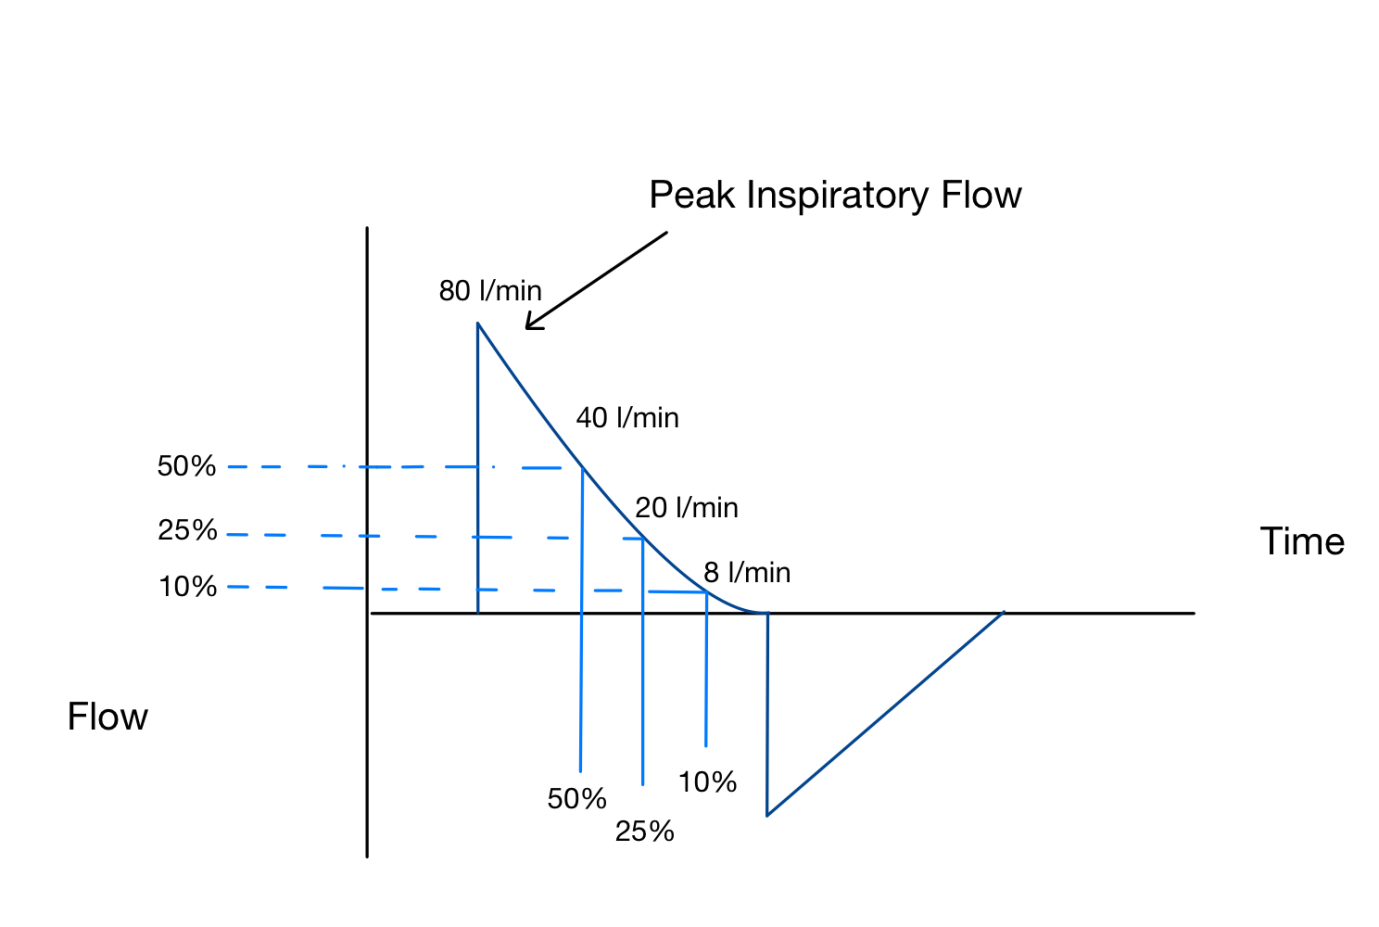 Peak Inspiratory Flow
80 l/min
40 l/min
50%
20 l/min
25%
Time
8 l/min
10%
Flow
10%
50%
25%